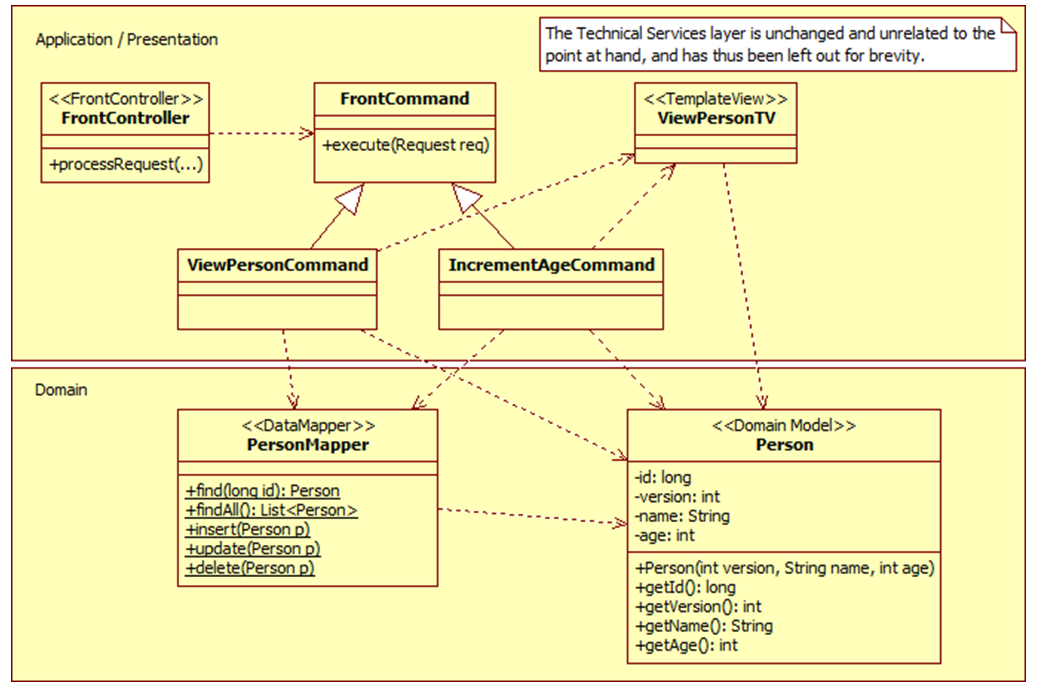 Application / Presentation
The Technical Services layer is unchanged and unrelated to the
point at hand, and has thus been left out for brevity.
<<FrontController>>
FrontController
+processRequest(...)
FrontCommand
+execute(Request req)
<<TemplateView>>
ViewPersonTV
ViewPersonCommand
IncrementAgeCommand
Domain
<<DataMapper>>
PersonMapper
+find(long id): Person
+findAll(): List<Person>
+insert(Person p)
+update(Person p)
+delete(Person p)
<<Domain Model>>
Person
-id: long
-version: int
-name: String
-age: int
+Person(int version, String name, int age)
+getId(): long
+getVersion(): int
+getName(): String
+getAge(): int